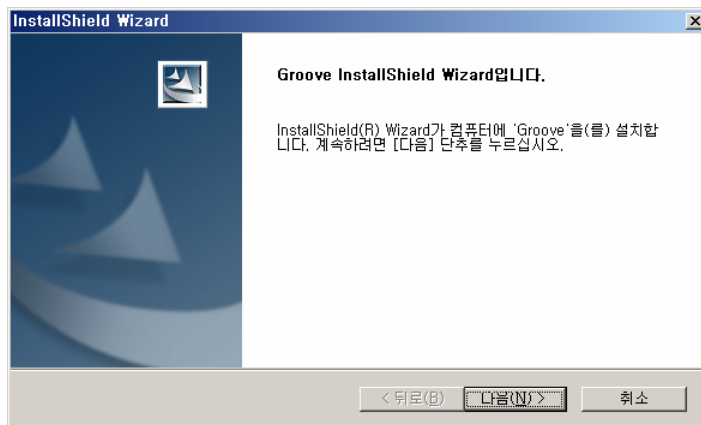 InstallShield Wizard
Groove InstallShield Wizard입니다.
InstallShield(R) Wizard가 컴퓨터에 'Groove'을(를) 설치합
니다. 계속하려면 [다음] 단추를 누르십시오.
< 뒤로(B) 다음(N) > 취소